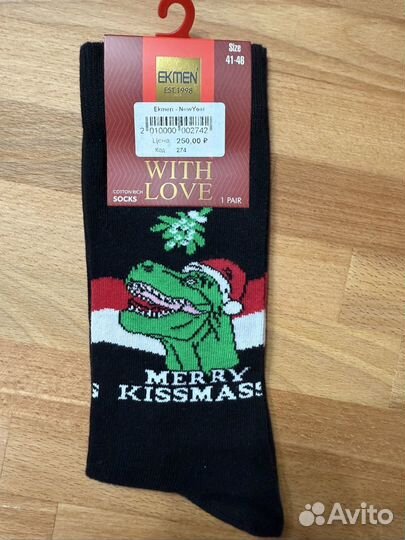 Size
41-46
EKMEN
EST.1998
Ekmen - NewYear
2 010000 002742
Цена: 250,00 ₽
Код: 274
WITH
LOVE
COTTON RICH
SOCKS
1 PAIR
MERRY
S KISSMASS
Avito